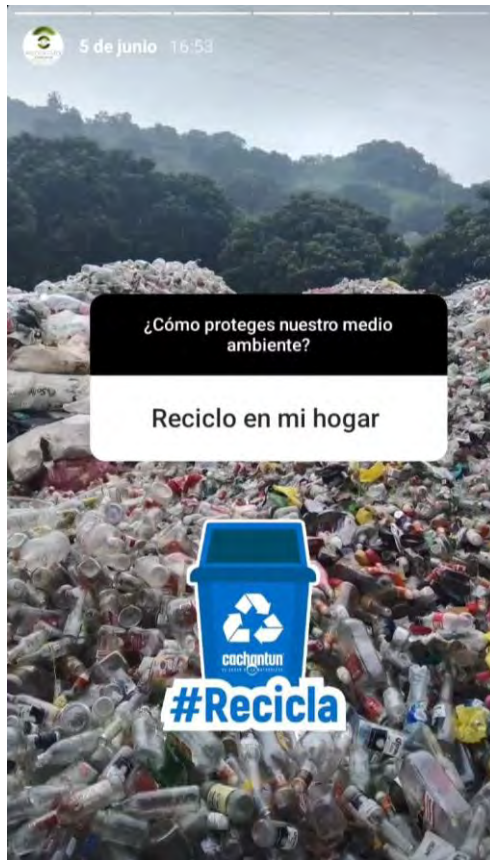 5 de junio 16:53
¿Cómo proteges nuestro medio
ambiente?
Reciclo en mi hogar
cachantun
#Recicla